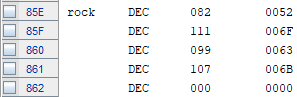 85E rock DEC 082 0052
85F DEC 111 006F
860 DEC 099 0063
861 DEC 107 006B
862 DEC 000 0000